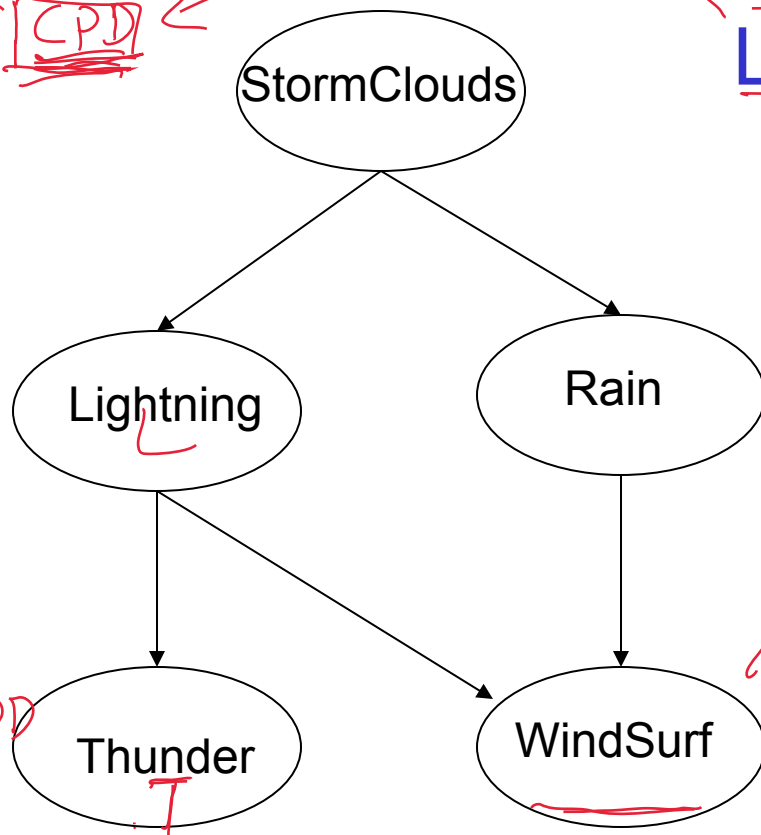 CPD
L
StormClouds
Lightning
Rain
L
Thunder
WindSurf
T